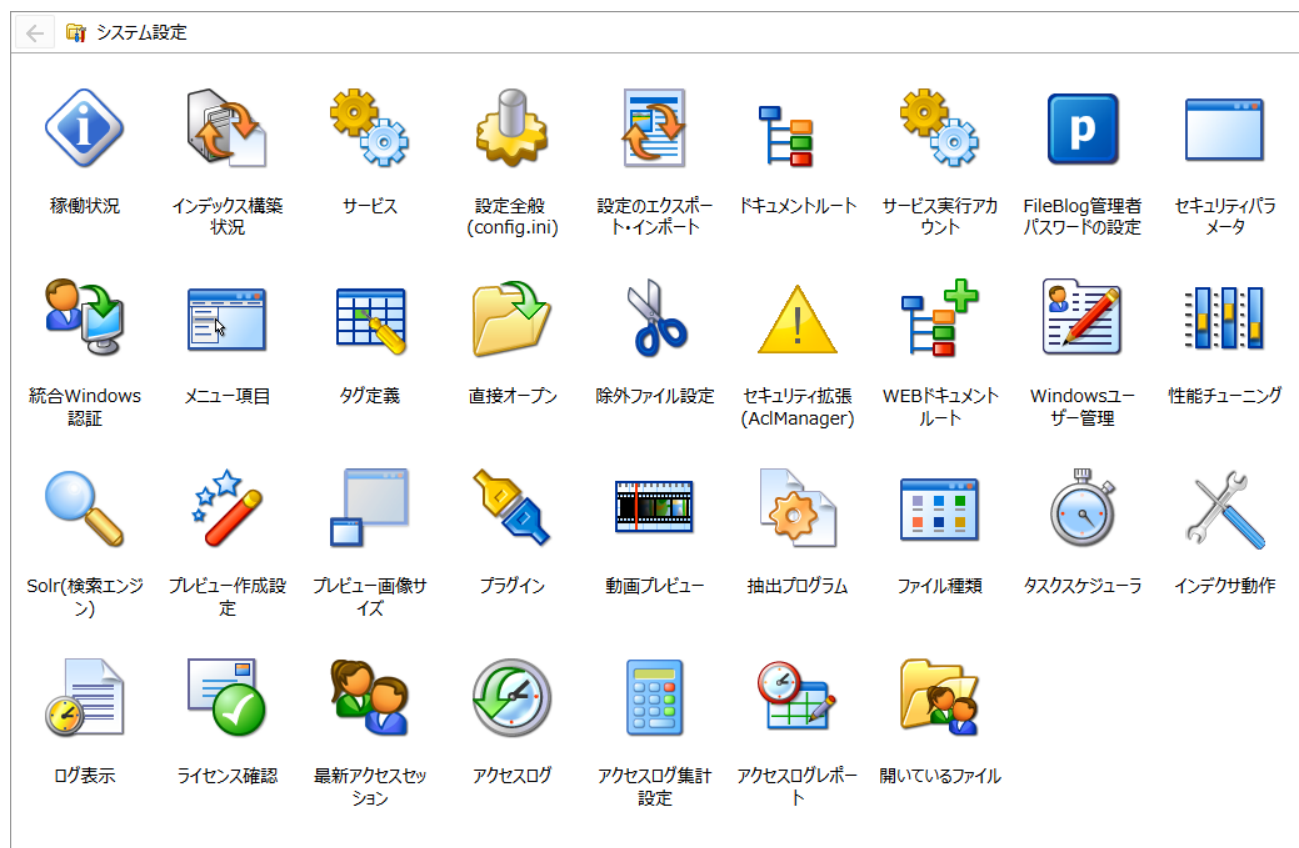 システム設定
稼働状況
インデックス構築
状況
サービス
設定全般
(config.ini)
設定のエクスポー
ト・インポート
ドキュメントルート
サービス実行アカ
ウント
p
FileBlog管理者
パスワードの設定
セキュリティパラ
メータ
統合Windows
認証
メニュー項目
タグ定義
直接オープン
除外ファイル設定
セキュリティ拡張
(AclManager)
WEBドキュメント
ルート
Windowsユー
ザー管理
性能チューニング
Solr(検索エンジ
ン)
プレビュー作成設
定
プレビュー画像サ
イズ
プラグイン
動画プレビュー
抽出プログラム
ファイル種類
タスクスケジューラ
インデクサ動作
ログ表示
ライセンス確認
最新アクセスセッ
ション
アクセスログ
アクセスログ集計
設定
アクセスログレポー
ト
開いているファイル